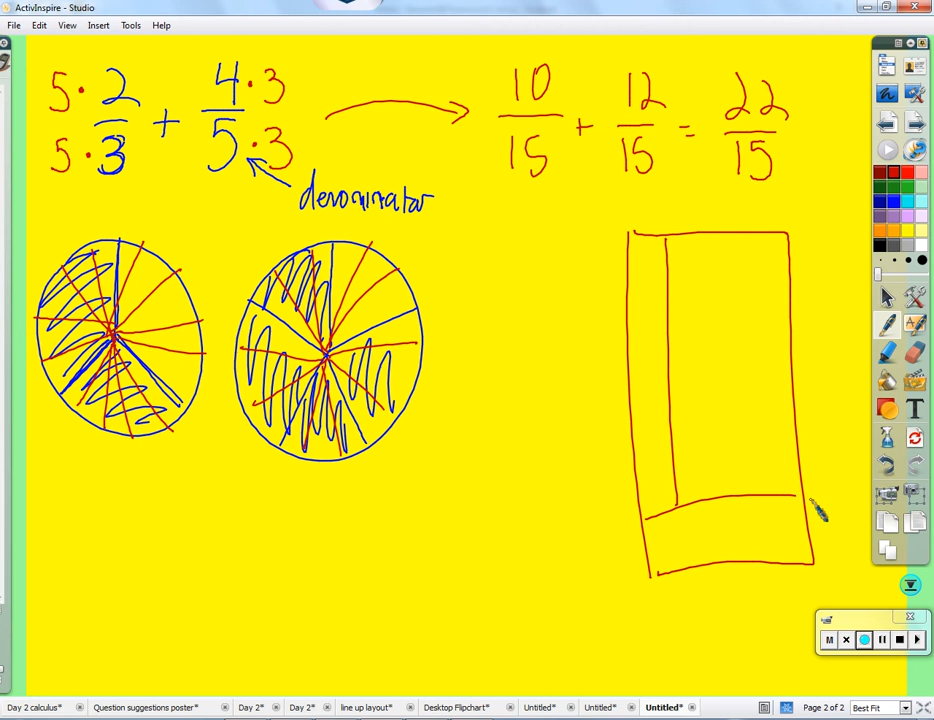 ActivInspire - Studio
File Edit View Insert Tools Help
5 · 2/3 + 4/5 · 3 → 10/15 + 12/15 = 22/15
5 · · 3
denominator
M
Day 2 calculus* Question suggestions poster* Day 2* Day 2* line up layout* Desktop Flipchart* Untitled* Untitled* Untitled* Page 2 of 2 Best Fit